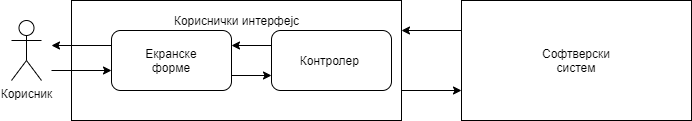 Кориснички интерфејс
Екранске
форме
Контролер
Софтверски
систем
Корисник